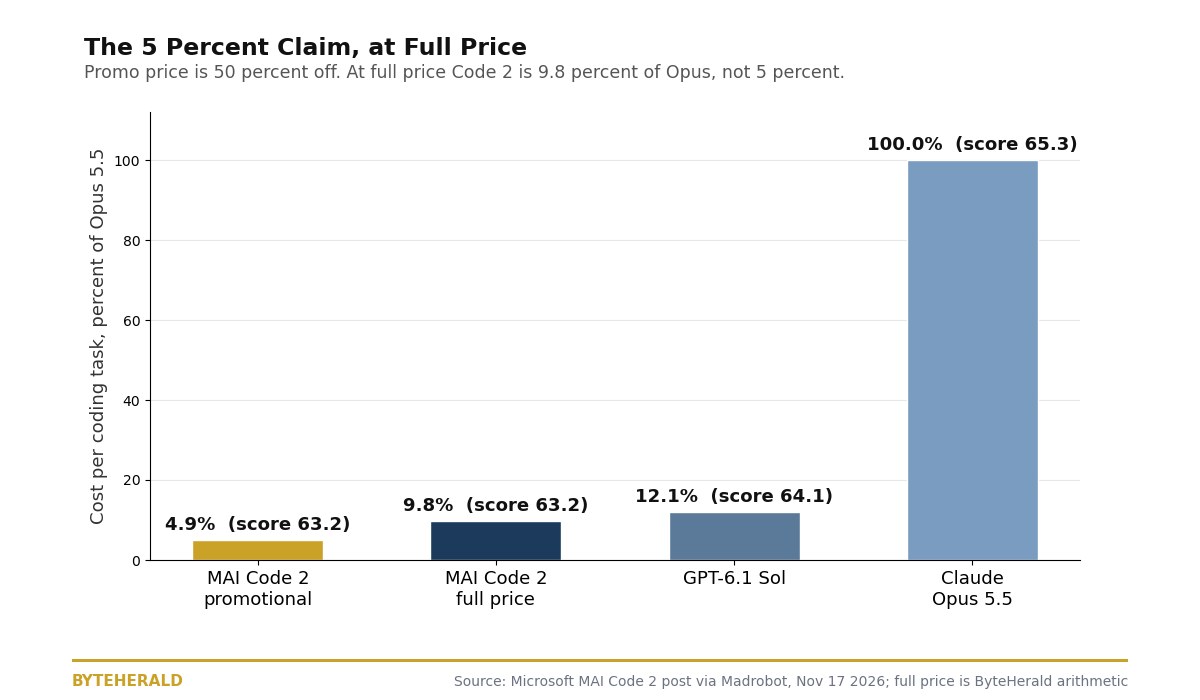 The 5 Percent Claim, at Full Price
Promo price is 50 percent off. At full price Code 2 is 9.8 percent of Opus, not 5 percent.
Cost per coding task, percent of Opus 5.5
100
80
60
40
20
0
4.9% (score 63.2)
9.8% (score 63.2)
12.1% (score 64.1)
100.0% (score 65.3)
MAI Code 2
promotional
MAI Code 2
full price
GPT-6.1 Sol
Claude
Opus 5.5
BYTEHERALD
Source: Microsoft MAI Code 2 post via Madrobot, Nov 17 2026; full price is ByteHerald arithmetic